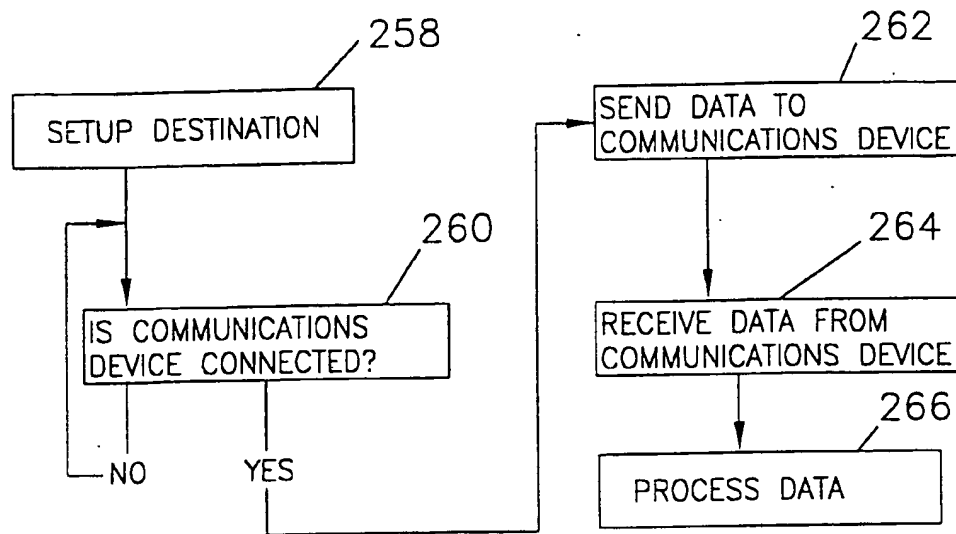 258
SETUP DESTINATION
260
IS COMMUNICATIONS
DEVICE CONNECTED?
NO
YES
262
SEND DATA TO
COMMUNICATIONS DEVICE
264
RECEIVE DATA FROM
COMMUNICATIONS DEVICE
266
PROCESS DATA